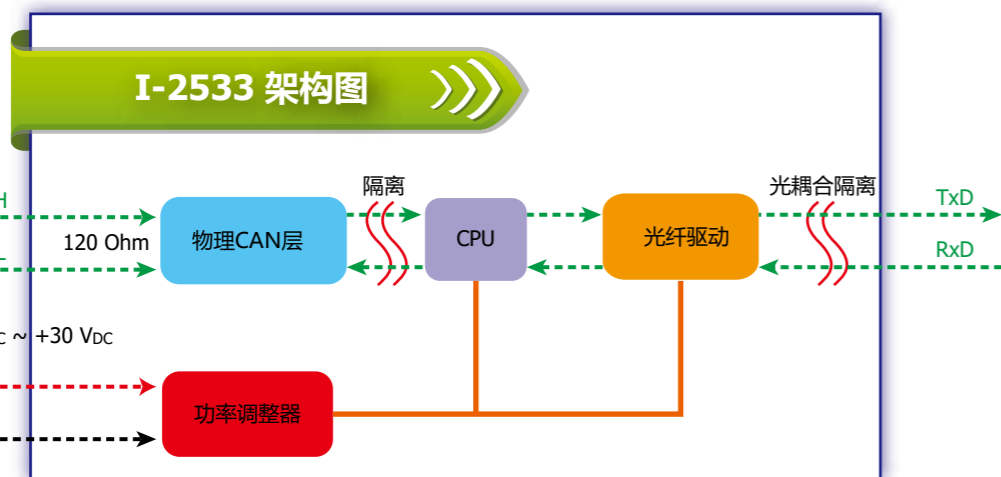 I-2533 架构图
隔离
光耦合隔离
TxD
120 Ohm
物理CAN层
CPU
光纤驱动
RxD
~ +30 VDC
功率调整器